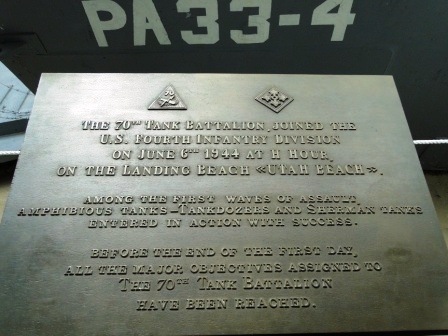 PA33-4
THE 70TH TANK BATTALION, JOINED THE
U.S. FOURTH INFANTRY DIVISION
ON JUNE 6TH 1944 AT H HOUR,
ON THE LANDING BEACH «UTAH BEACH».
AMONG THE FIRST WAVES OF ASSAULT,
AMPHIBIOUS TANKS-TANKDOZERS AND SHERMAN TANKS
ENTERED IN ACTION WITH SUCCESS.
BEFORE THE END OF THE FIRST DAY,
ALL THE MAJOR OBJECTIVES ASSIGNED TO
THE 70TH TANK BATTALION
HAVE BEEN REACHED.